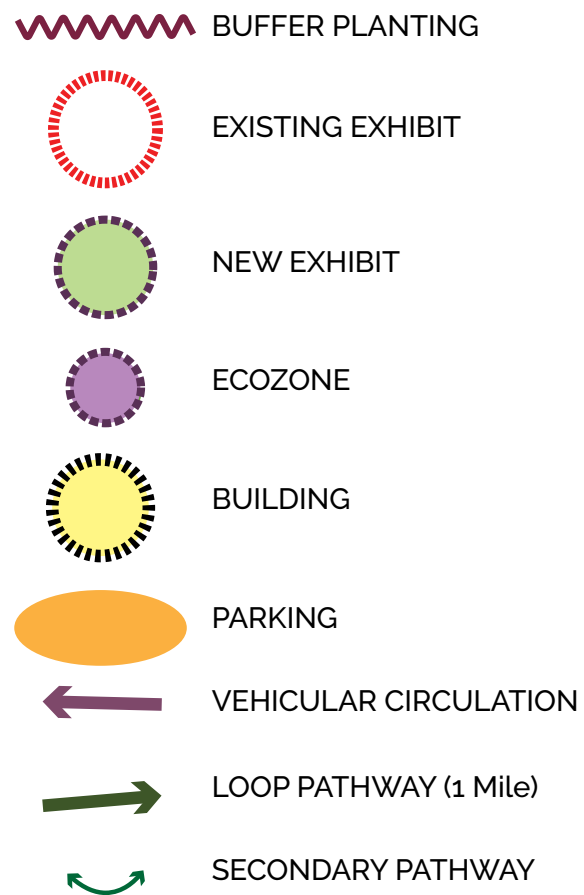 BUFFER PLANTING
EXISTING EXHIBIT
NEW EXHIBIT
ECOZONE
BUILDING
PARKING
VEHICULAR CIRCULATION
LOOP PATHWAY (1 Mile)
SECONDARY PATHWAY